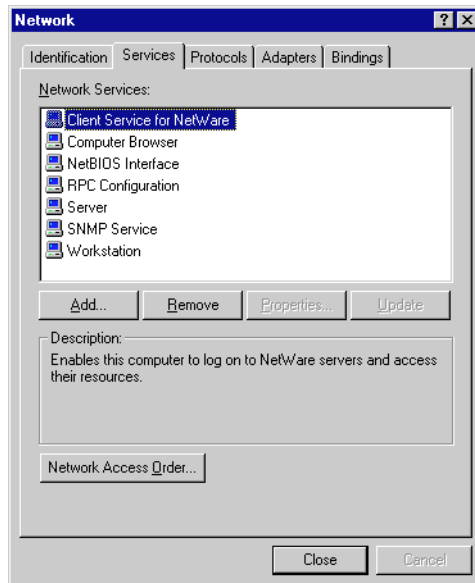 Network
Identification Services Protocols Adapters Bindings
Network Services:
Client Service for NetWare
Computer Browser
NetBIOS Interface
RPC Configuration
Server
SNMP Service
Workstation
Add... Remove Properties... Update
Description:
Enables this computer to log on to NetWare servers and access
their resources.
Network Access Order...
Close Cancel